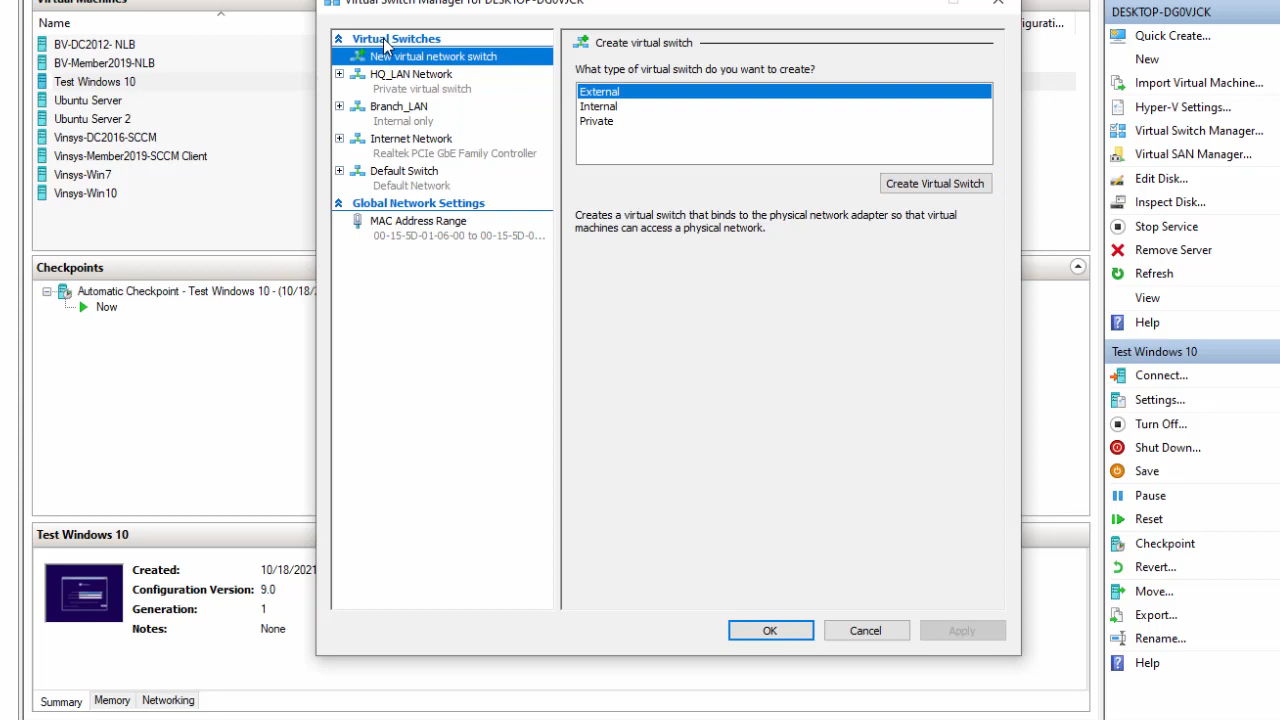 Virtual Machines
Name
BV-DC2012- NLB
BV-Member2019-NLB
Test Windows 10
Ubuntu Server
Ubuntu Server 2
Vinsys-DC2016-SCCM
Vinsys-Member2019-SCCM Client
Vinsys-Win7
Vinsys-Win10
Checkpoints
Automatic Checkpoint - Test Windows 10 - (10/18/
Now
Test Windows 10
Created: 10/18/2021
Configuration Version: 9.0
Generation: 1
Notes: None
Summary
Memory
Networking
Virtual Switch Manager for DESKTOP-DG0VJCK
Virtual Switches
New virtual network switch
HQ_LAN Network
Private virtual switch
Branch_LAN
Internal only
Internet Network
Realtek PCIe GbE Family Controller
Default Switch
Default Network
Global Network Settings
MAC Address Range
00-15-5D-01-06-00 to 00-15-5D-0...
Create virtual switch
What type of virtual switch do you want to create?
External
Internal
Private
Create Virtual Switch
Creates a virtual switch that binds to the physical network adapter so that virtual
machines can access a physical network.
OK
Cancel
Apply
igurati...
DESKTOP-DG0VJCK
Quick Create...
New
Import Virtual Machine...
Hyper-V Settings...
Virtual Switch Manager...
Virtual SAN Manager...
Edit Disk...
Inspect Disk...
Stop Service
Remove Server
Refresh
View
Help
Test Windows 10
Connect...
Settings...
Turn Off...
Shut Down...
Save
Pause
Reset
Checkpoint
Revert...
Move...
Export...
Rename...
Help